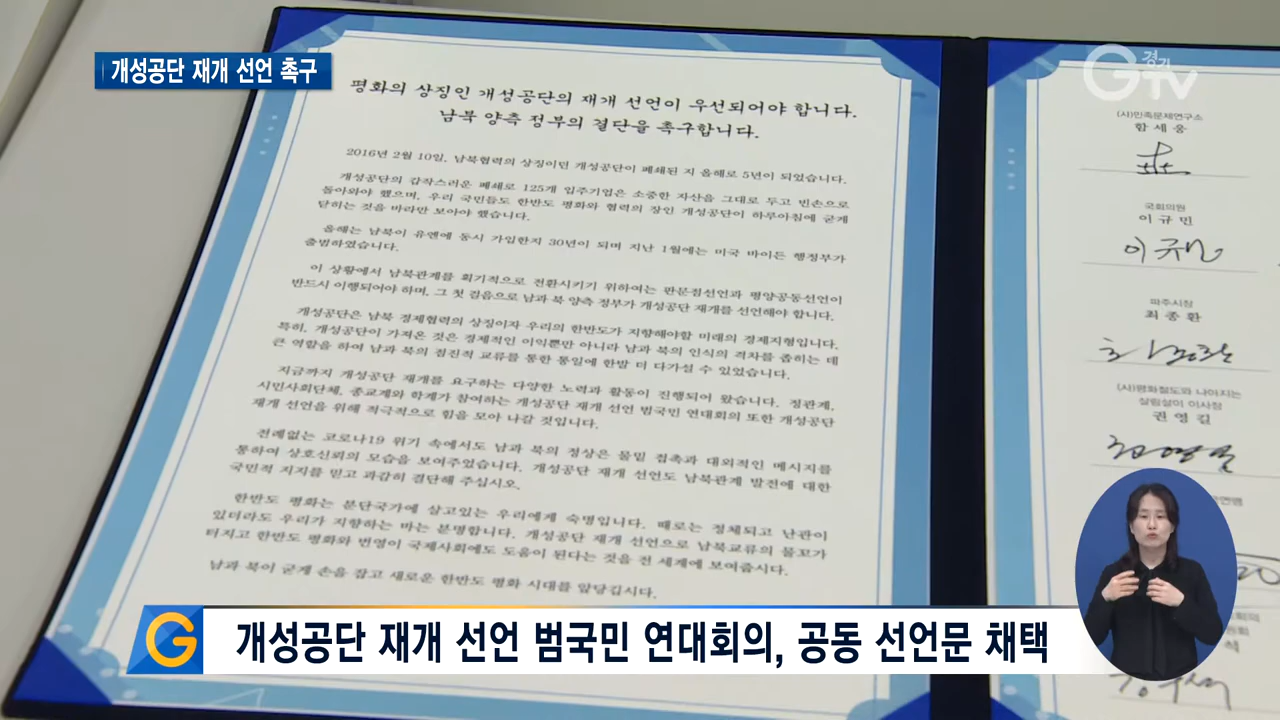 개성공단 재개 선언 촉구
경기
GTV
평화의 상징인 개성공단의 재개 선언이 우선되어야 합니다.
남북 양측 정부의 결단을 촉구합니다.
2016년 2월 10일, 남북협력의 상징이던 개성공단이 폐쇄된 지 올해로 5년이 되었습니다.
개성공단의 갑작스러운 폐쇄로 125개 입주기업은 소중한 자산을 그대로 두고 빈손으로
돌아와야 했으며, 우리 국민들도 한반도 평화와 협력의 장인 개성공단이 하루아침에 굳게
닫히는 것을 바라만 보아야 했습니다.
올해는 남북이 유엔에 동시 가입한지 30년이 되며 지난 1월에는 미국 바이든 행정부가
출범하였습니다.
이 상황에서 남북관계를 획기적으로 전환시키기 위하여는 판문점선언과 평양공동선언이
반드시 이행되어야 하며, 그 첫 걸음으로 남과 북 양측 정부가 개성공단 재개를 선언해야 합니다.
개성공단은 남북 경제협력의 상징이자 우리의 한반도가 지향해야할 미래의 경제지형입니다.
특히, 개성공단이 가져온 것은 경제적인 이익뿐만 아니라 남과 북의 인식의 격차를 좁히는 데
큰 역할을 하여 남과 북의 점진적 교류를 통한 통일에 한발 더 다가설 수 있었습니다.
지금까지 개성공단 재개를 요구하는 다양한 노력과 활동이 진행되어 왔습니다. 정관계,
시민사회단체, 종교계와 학계가 참여하는 개성공단 재개 선언 범국민 연대회의 또한 개성공단
재개 선언을 위해 적극적으로 힘을 모아 나갈 것입니다.
전례없는 코로나19 위기 속에서도 남과 북의 정상은 물밑 접촉과 대외적인 메시지를
통하여 상호신뢰의 모습을 보여주었습니다. 개성공단 재개 선언도 남북관계 발전에 대한
국민적 지지를 믿고 과감히 결단해 주십시오.
한반도 평화는 분단국가에 살고있는 우리에게 숙명입니다. 때로는 정체되고 난관이
있더라도 우리가 지향하는 바는 분명합니다. 개성공단 재개 선언으로 남북교류의 물꼬가
터지고 한반도 평화와 번영이 국제사회에도 도움이 된다는 것을 전 세계에 보여줍시다.
남과 북이 굳게 손을 잡고 새로운 한반도 평화 시대를 앞당깁시다.
(사)민족문제연구소
함세웅
국회의원
이규민
이규민
파주시장
최종환
최종환
(사)평화철도와 나아지는
살림살이 이사장
권영길
권영길
G
개성공단 재개 선언 범국민 연대회의, 공동 선언문 채택